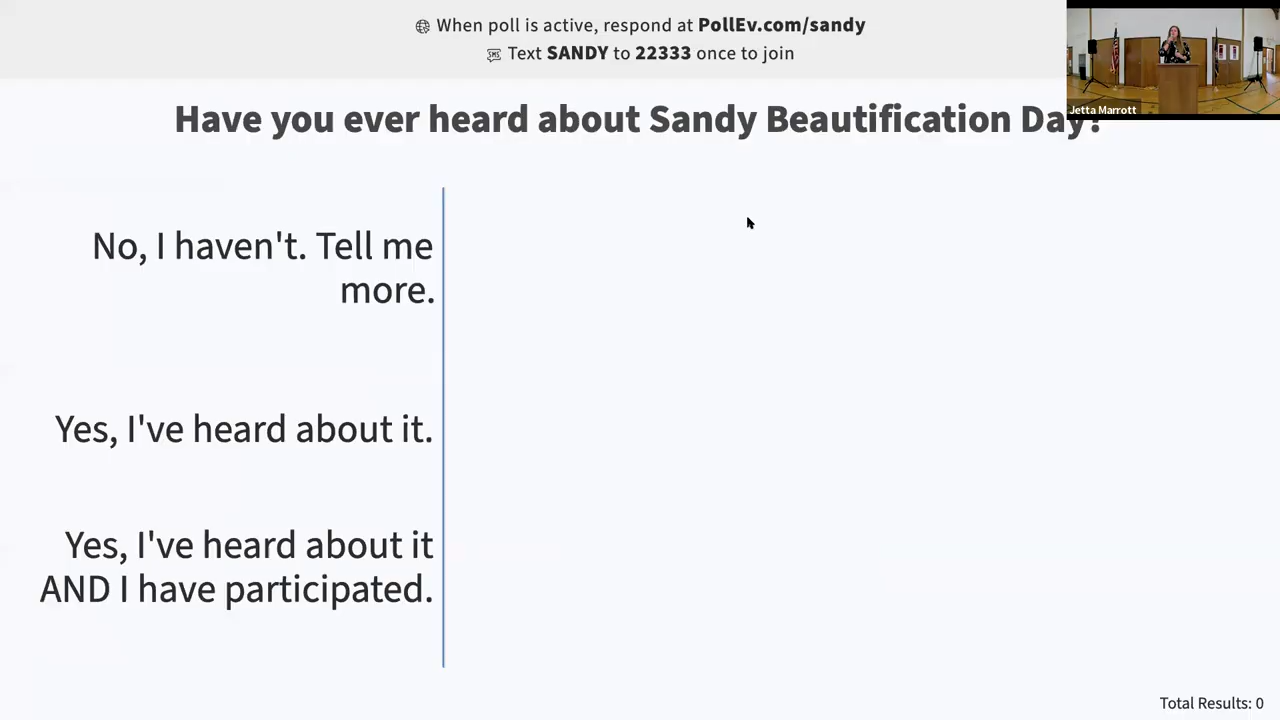 When poll is active, respond at PollEv.com/sandy
Text SANDY to 22333 once to join
Jetta Marrott
Have you ever heard about Sandy Beautification Day?
No, I haven't. Tell me
more.
Yes, I've heard about it.
Yes, I've heard about it
AND I have participated.
Total Results: 0